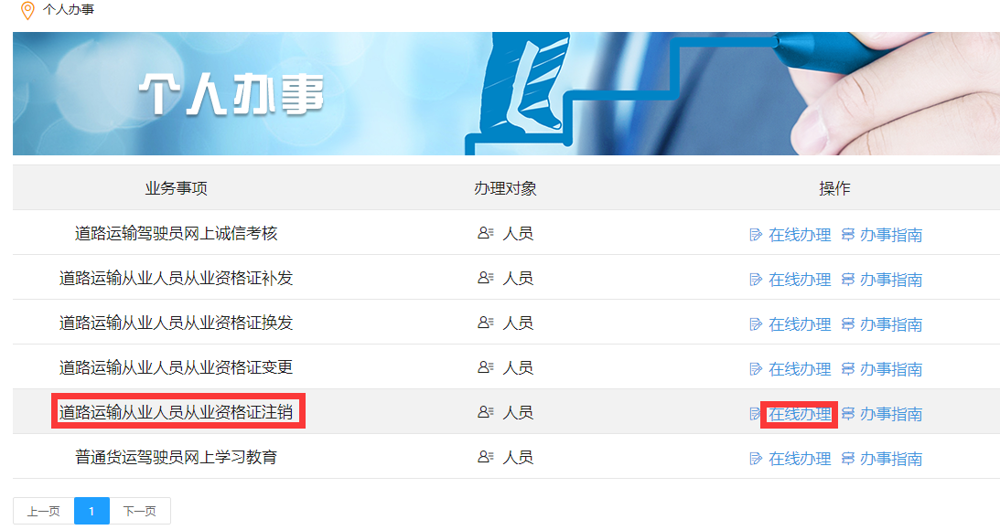 个人办事
个人办事
业务事项 办理对象 操作
道路运输驾驶员网上诚信考核 人员 在线办理 办事指南
道路运输从业人员从业资格证补发 人员 在线办理 办事指南
道路运输从业人员从业资格证换发 人员 在线办理 办事指南
道路运输从业人员从业资格证变更 人员 在线办理 办事指南
道路运输从业人员从业资格证注销 人员 在线办理 办事指南
普通货运驾驶员网上学习教育 人员 在线办理 办事指南
上一页 1 下一页